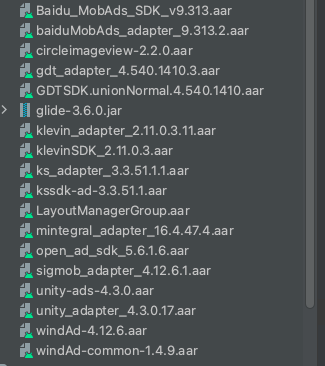 Baidu_MobAds_SDK_v9.313.aar
baiduMobAds_adapter_9.313.2.aar
circleimageview-2.2.0.aar
gdt_adapter_4.540.1410.3.aar
GDTSDK.unionNormal.4.540.1410.aar
glide-3.6.0.jar
klevin_adapter_2.11.0.3.11.aar
klevinSDK_2.11.0.3.aar
ks_adapter_3.3.51.1.1.aar
kssdk-ad-3.3.51.1.aar
LayoutManagerGroup.aar
mintegral_adapter_16.4.47.4.aar
open_ad_sdk_5.6.1.6.aar
sigmob_adapter_4.12.6.1.aar
unity-ads-4.3.0.aar
unity_adapter_4.3.0.17.aar
windAd-4.12.6.aar
windAd-common-1.4.9.aar